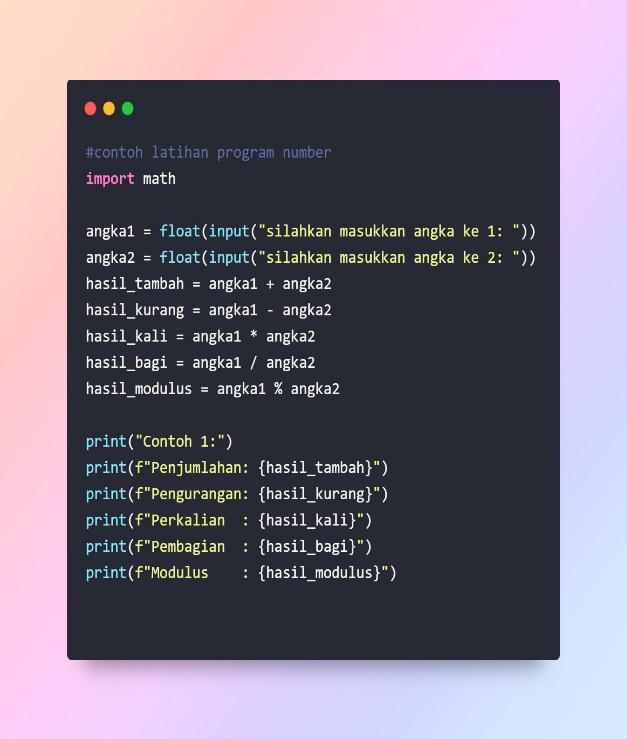 #contoh latihan program number
import math
angka1 = float(input("silahkan masukkan angka ke 1: "))
angka2 = float(input("silahkan masukkan angka ke 2: "))
hasil_tambah = angka1 + angka2
hasil_kurang = angka1 - angka2
hasil_kali = angka1 * angka2
hasil_bagi = angka1 / angka2
hasil_modulus = angka1 % angka2
print("Contoh 1:")
print(f"Penjumlahan: {hasil_tambah}")
print(f"Pengurangan: {hasil_kurang}")
print(f"Perkalian  : {hasil_kali}")
print(f"Pembagian  : {hasil_bagi}")
print(f"Modulus    : {hasil_modulus}")